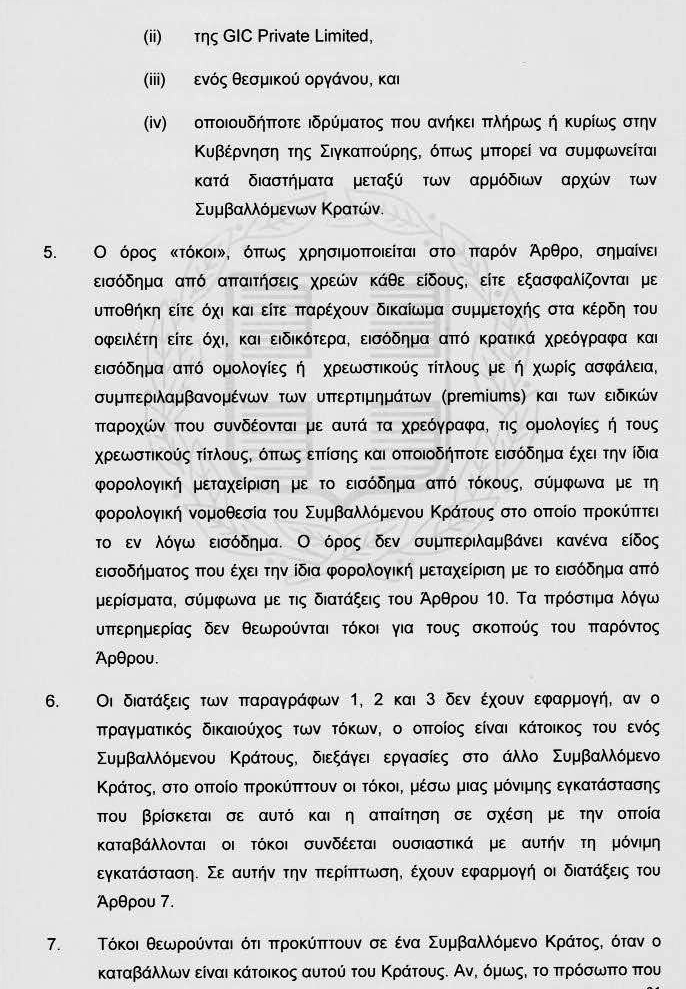 (ii) της GIC Private Limited,
(iii) ενός θεσμικού οργάνου, και
(iv) οποιουδήποτε ιδρύματος που ανήκει πλήρως ή κυρίως στην
Κυβέρνηση της Σιγκαπούρης, όπως μπορεί να συμφωνείται
κατά διαστήματα μεταξύ των αρμόδιων αρχών των
Συμβαλλόμενων Κρατών.
5. Ο όρος «τόκοι», όπως χρησιμοποιείται στο παρόν Άρθρο, σημαίνει
εισόδημα από απαιτήσεις χρεών κάθε είδους, είτε εξασφαλίζονται με
υποθήκη είτε όχι και είτε παρέχουν δικαίωμα συμμετοχής στα κέρδη του
οφειλέτη είτε όχι, και ειδικότερα, εισόδημα από κρατικά χρεόγραφα και
εισόδημα από ομολογίες ή χρεωστικούς τίτλους με ή χωρίς ασφάλεια,
συμπεριλαμβανομένων των υπερτιμημάτων (premiums) και των ειδικών
παροχών που συνδέονται με αυτά τα χρεόγραφα, τις ομολογίες ή τους
χρεωστικούς τίτλους, όπως επίσης και οποιοδήποτε εισόδημα έχει την ίδια
φορολογική μεταχείριση με το εισόδημα από τόκους, σύμφωνα με τη
φορολογική νομοθεσία του Συμβαλλόμενου Κράτους στο οποίο προκύπτει
το εν λόγω εισόδημα. Ο όρος δεν συμπεριλαμβάνει κανένα είδος
εισοδήματος που έχει την ίδια φορολογική μεταχείριση με το εισόδημα από
μερίσματα, σύμφωνα με τις διατάξεις του Άρθρου 10. Τα πρόστιμα λόγω
υπερημερίας δεν θεωρούνται τόκοι για τους σκοπούς του παρόντος
Άρθρου.
6. Οι διατάξεις των παραγράφων 1, 2 και 3 δεν έχουν εφαρμογή, αν ο
πραγματικός δικαιούχος των τόκων, ο οποίος είναι κάτοικος του ενός
Συμβαλλόμενου Κράτους, διεξάγει εργασίες στο άλλο Συμβαλλόμενο
Κράτος, στο οποίο προκύπτουν οι τόκοι, μέσω μιας μόνιμης εγκατάστασης
που βρίσκεται σε αυτό και η απαίτηση σε σχέση με την οποία
καταβάλλονται οι τόκοι συνδέεται ουσιαστικά με αυτήν τη μόνιμη
εγκατάσταση. Σε αυτήν την περίπτωση, έχουν εφαρμογή οι διατάξεις του
Άρθρου 7.
7. Τόκοι θεωρούνται ότι προκύπτουν σε ένα Συμβαλλόμενο Κράτος, όταν ο
καταβάλλων είναι κάτοικος αυτού του Κράτους. Αν, όμως, το πρόσωπο που